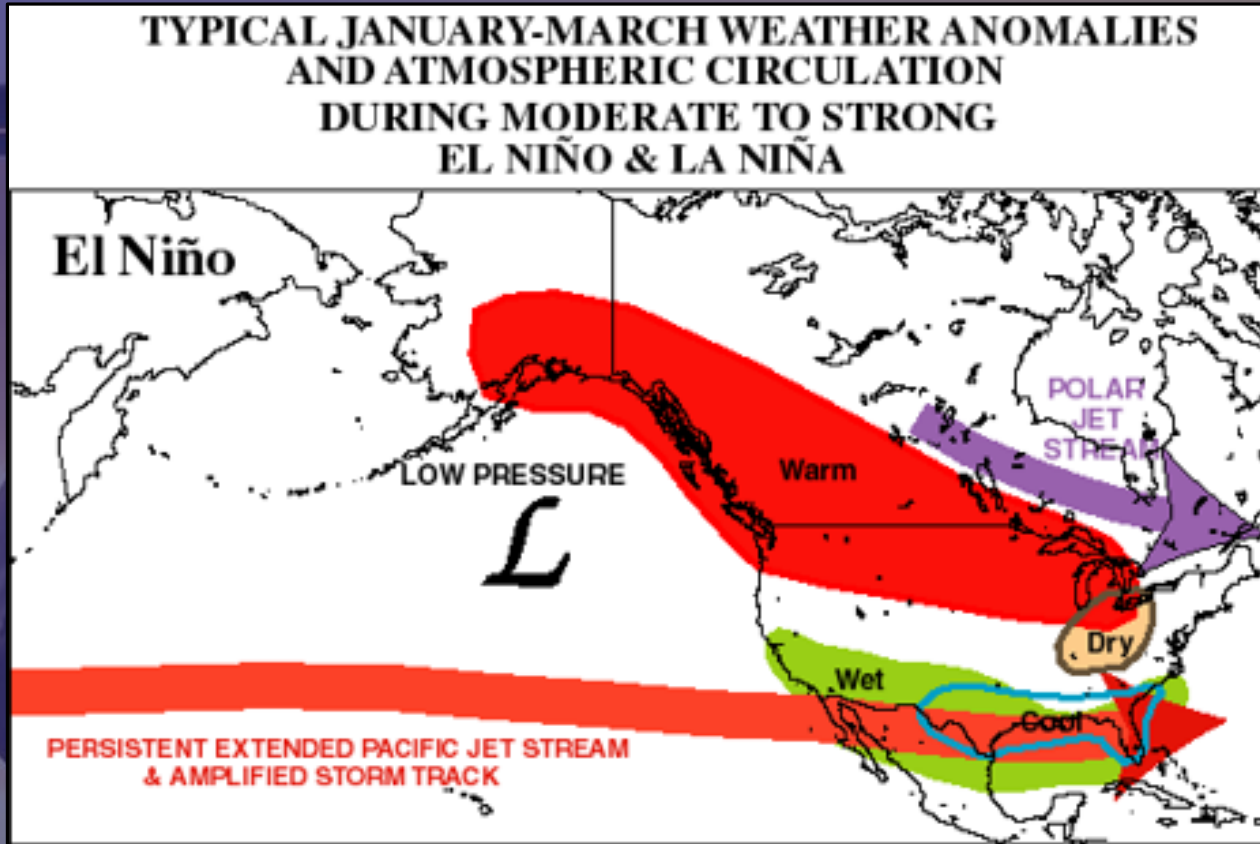 TYPICAL JANUARY-MARCH WEATHER ANOMALIES
AND ATMOSPHERIC CIRCULATION
DURING MODERATE TO STRONG
EL NIÑO & LA NIÑA
El Niño
POLAR
JET
STREAM
LOW PRESSURE
L
Warm
Dry
Wet
Cool
PERSISTENT EXTENDED PACIFIC JET STREAM
& AMPLIFIED STORM TRACK